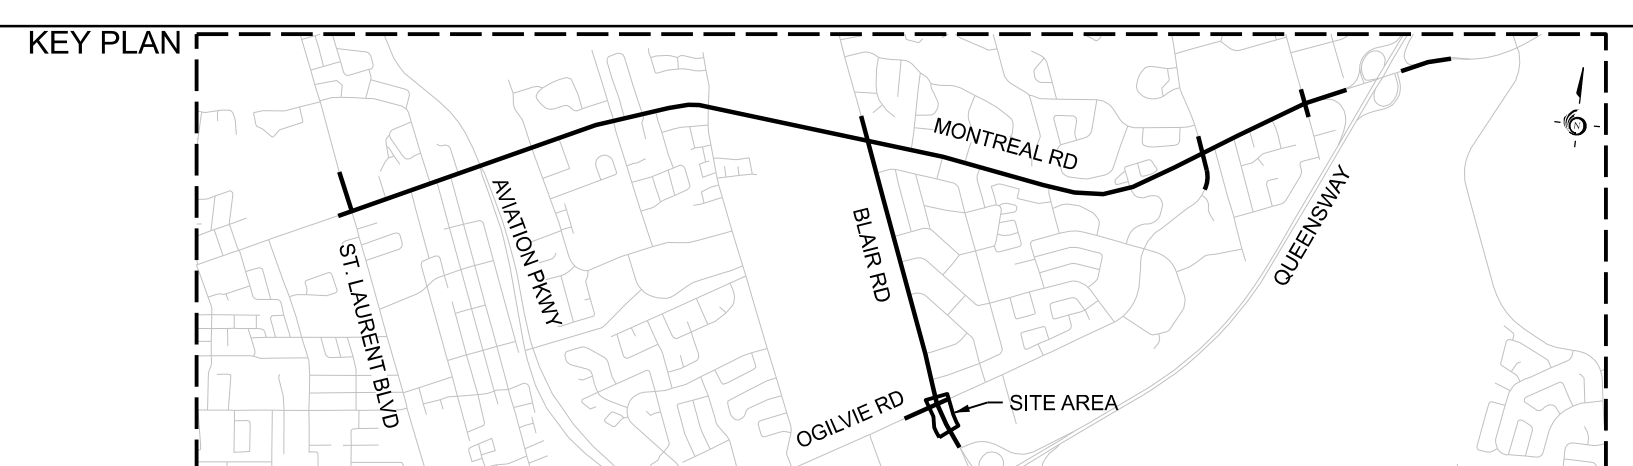 KEY PLAN
MONTREAL RD
N
AVIATION PKWY
QUEENSWAY
BLAIR RD
ST. LAURENT BLVD
OGILVIE RD
SITE AREA